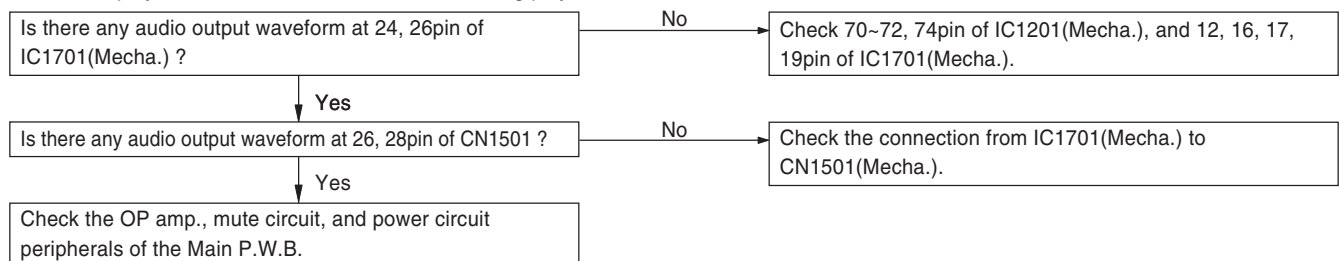 Is there any audio output waveform at 24, 26pin of
IC1701(Mecha.) ?
No
Check 70~72, 74pin of IC1201(Mecha.), and 12, 16, 17,
19pin of IC1701(Mecha.).
Yes
Is there any audio output waveform at 26, 28pin of CN1501 ?
No
Check the connection from IC1701(Mecha.) to
CN1501(Mecha.).
Yes
Check the OP amp., mute circuit, and power circuit
peripherals of the Main P.W.B.